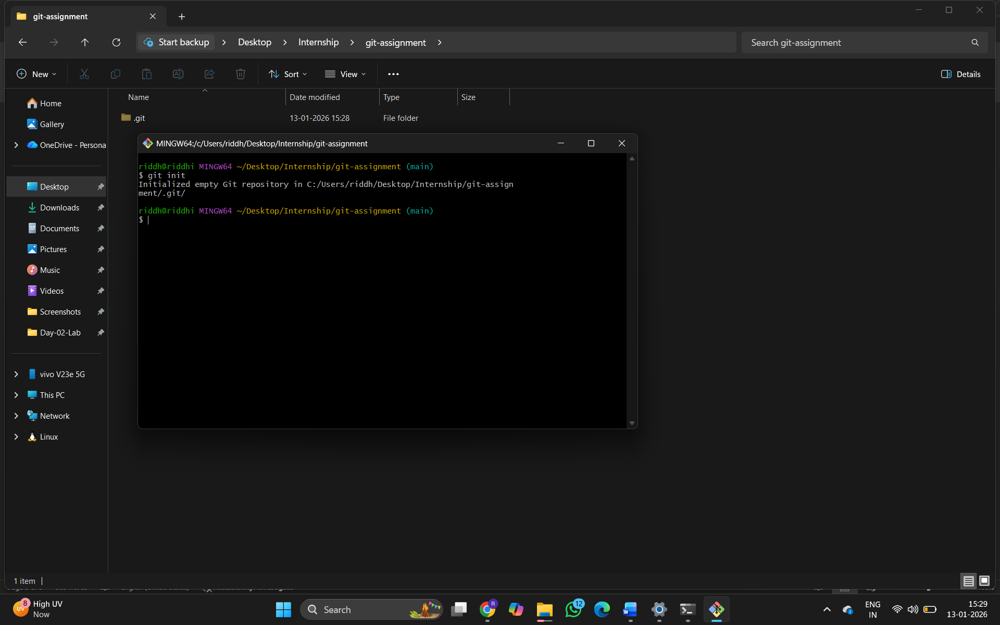 git-assignment
Start backup > Desktop > Internship > git-assignment >
Search git-assignment
New
Sort
View
Details
Name
Date modified
Type
Size
.git
13-01-2026 15:28
File folder
Home
Gallery
OneDrive - Persona
Desktop
Downloads
Documents
Pictures
Music
Videos
Screenshots
Day-02-Lab
vivo V23e 5G
This PC
Network
Linux
MINGW64:/c/Users/riddh/Desktop/Internship/git-assignment
riddh@riddhi MINGW64 ~/Desktop/Internship/git-assignment (main)
$ git init
Initialized empty Git repository in C:/Users/riddh/Desktop/Internship/git-assign
ment/.git/
riddh@riddhi MINGW64 ~/Desktop/Internship/git-assignment (main)
$
1 item
8
UV
High UV
Now
Search
R
12
W
ENG
IN
15:29
13-01-2026